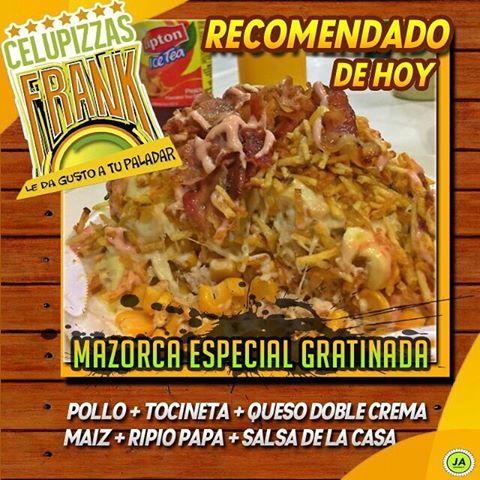 CELUPIZZAS
FRANK
LE DA GUSTO A TU PALADAR
Lipton
Ice Tea
RECOMENDADO
DE HOY
MAZORCA ESPECIAL GRATINADA
POLLO + TOCINETA + QUESO DOBLE CREMA
MAIZ + RIPIO PAPA + SALSA DE LA CASA
JA